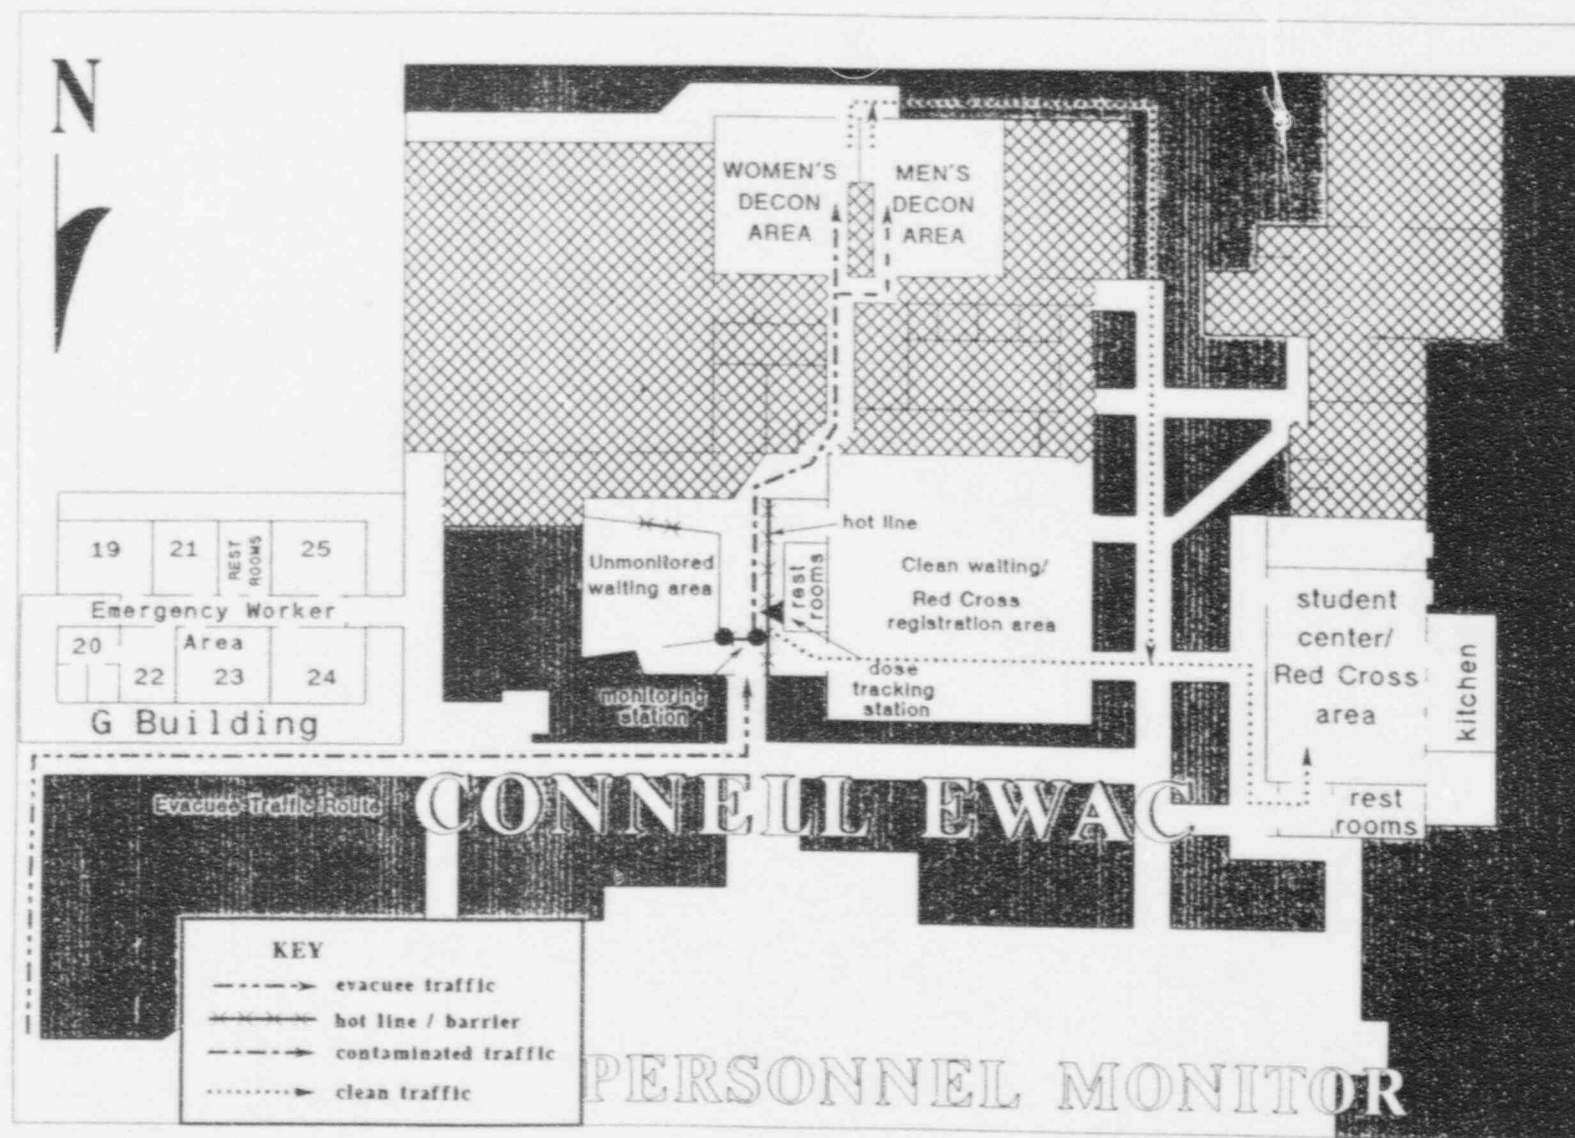 N
WOMEN'S
DECON
AREA
MEN'S
DECON
AREA
hot line
Unmonitored
waiting area
rest
rooms
Clean waiting/
Red Cross
registration area
dose
tracking
station
monitoring
station
19
21
REST
ROOMS
25
Emergency Worker
Area
20
22
23
24
G Building
student
center/
Red Cross
area
kitchen
rest
rooms
Evacuee Traffic Route
CONNELL EWAC
KEY
evacuee traffic
hot line / barrier
contaminated traffic
clean traffic
PERSONNEL MONITOR